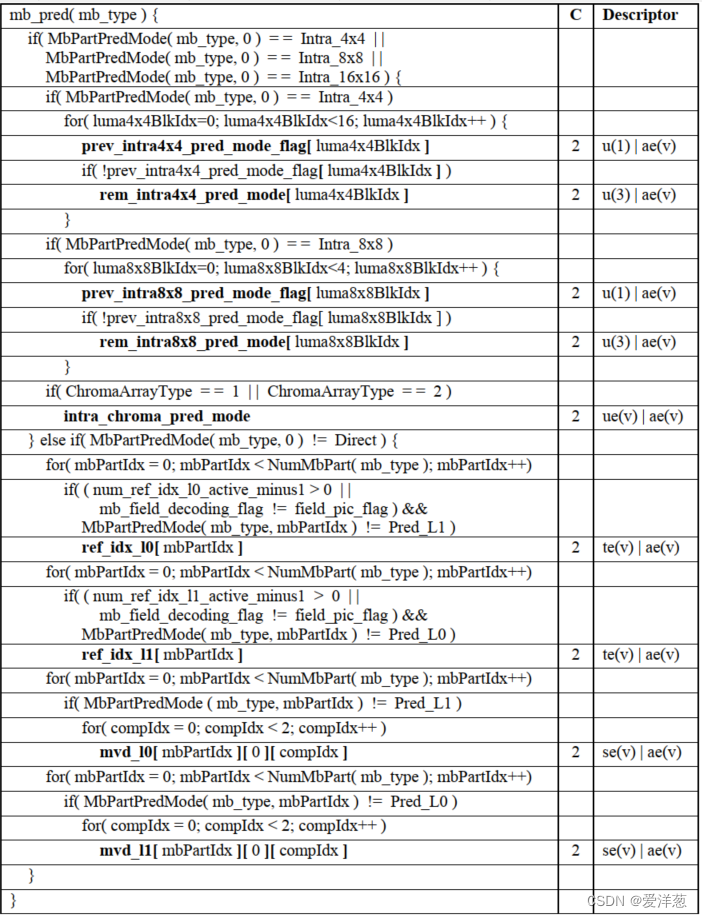 mb_pred( mb_type ) { C Descriptor
if( MbPartPredMode( mb_type, 0 ) == Intra_4x4 | |
MbPartPredMode( mb_type, 0 ) == Intra_8x8 | |
MbPartPredMode( mb_type, 0 ) == Intra_16x16 ) {
if( MbPartPredMode( mb_type, 0 ) == Intra_4x4 )
for( luma4x4BlkIdx=0; luma4x4BlkIdx<16; luma4x4BlkIdx++ ) {
prev_intra4x4_pred_mode_flag[ luma4x4BlkIdx ] 2 u(1) | ae(v)
if( !prev_intra4x4_pred_mode_flag[ luma4x4BlkIdx ] )
rem_intra4x4_pred_mode[ luma4x4BlkIdx ] 2 u(3) | ae(v)
}
if( MbPartPredMode( mb_type, 0 ) == Intra_8x8 )
for( luma8x8BlkIdx=0; luma8x8BlkIdx<4; luma8x8BlkIdx++ ) {
prev_intra8x8_pred_mode_flag[ luma8x8BlkIdx ] 2 u(1) | ae(v)
if( !prev_intra8x8_pred_mode_flag[ luma8x8BlkIdx ] )
rem_intra8x8_pred_mode[ luma8x8BlkIdx ] 2 u(3) | ae(v)
}
if( ChromaArrayType == 1 | | ChromaArrayType == 2 )
intra_chroma_pred_mode 2 ue(v) | ae(v)
} else if( MbPartPredMode( mb_type, 0 ) != Direct ) {
for( mbPartIdx = 0; mbPartIdx < NumMbPart( mb_type ); mbPartIdx++)
if( ( num_ref_idx_l0_active_minus1 > 0 | |
mb_field_decoding_flag != field_pic_flag ) &&
MbPartPredMode( mb_type, mbPartIdx ) != Pred_L1 )
ref_idx_l0[ mbPartIdx ] 2 te(v) | ae(v)
for( mbPartIdx = 0; mbPartIdx < NumMbPart( mb_type ); mbPartIdx++)
if( ( num_ref_idx_l1_active_minus1 > 0 | |
mb_field_decoding_flag != field_pic_flag ) &&
MbPartPredMode( mb_type, mbPartIdx ) != Pred_L0 )
ref_idx_l1[ mbPartIdx ] 2 te(v) | ae(v)
for( mbPartIdx = 0; mbPartIdx < NumMbPart( mb_type ); mbPartIdx++)
if( MbPartPredMode ( mb_type, mbPartIdx ) != Pred_L1 )
for( compIdx = 0; compIdx < 2; compIdx++ )
mvd_l0[ mbPartIdx ][ 0 ][ compIdx ] 2 se(v) | ae(v)
for( mbPartIdx = 0; mbPartIdx < NumMbPart( mb_type ); mbPartIdx++)
if( MbPartPredMode( mb_type, mbPartIdx ) != Pred_L0 )
for( compIdx = 0; compIdx < 2; compIdx++ )
mvd_l1[ mbPartIdx ][ 0 ][ compIdx ] 2 se(v) | ae(v)
}
}
CSDN @爱洋葱